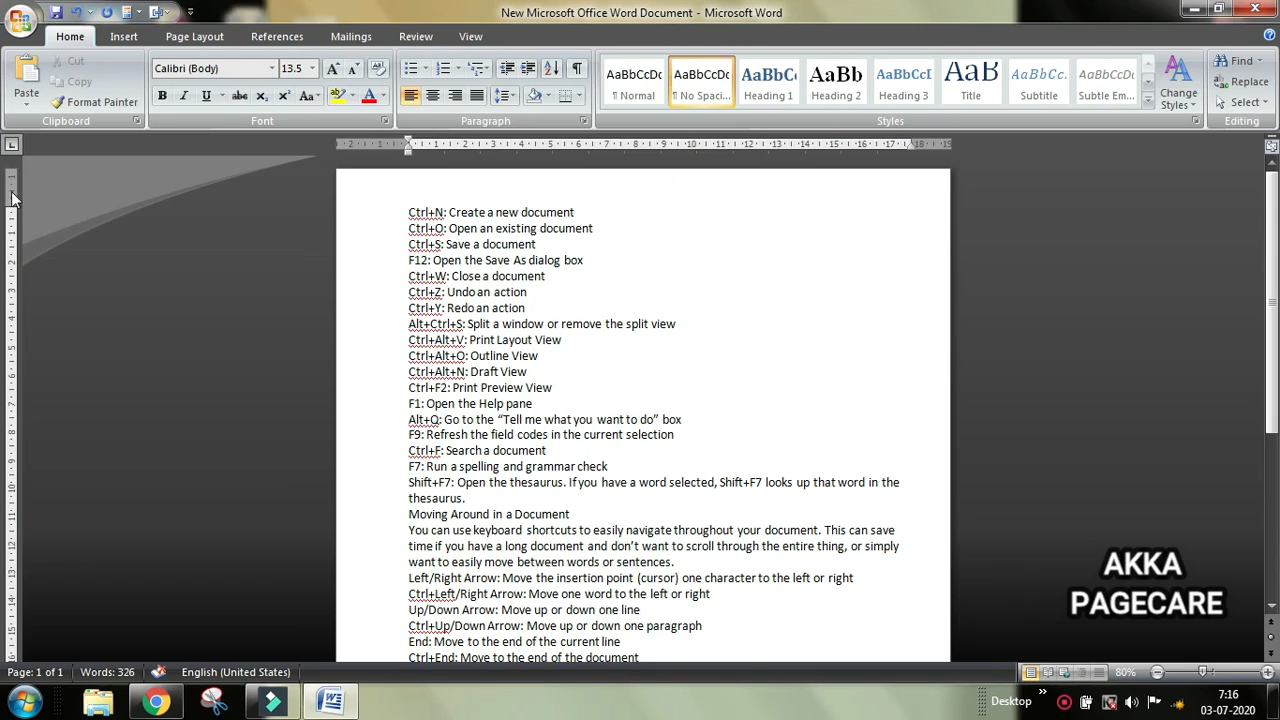 New Microsoft Office Word Document - Microsoft Word
Home Insert Page Layout References Mailings Review View
Paste
Cut
Copy
Format Painter
Clipboard
Calibri (Body) 13.5
Font
Paragraph
AaBbCcDc AaBbCcDc AaBbC( AaBb AaBbCcI AaB AaBbCc. AaBbCcDc
¶ Normal ¶ No Spaci... Heading 1 Heading 2 Heading 3 Title Subtitle Subtle Em...
Change Styles
Styles
Find
Replace
Select
Editing
Ctrl+N: Create a new document
Ctrl+O: Open an existing document
Ctrl+S: Save a document
F12: Open the Save As dialog box
Ctrl+W: Close a document
Ctrl+Z: Undo an action
Ctrl+Y: Redo an action
Alt+Ctrl+S: Split a window or remove the split view
Ctrl+Alt+V: Print Layout View
Ctrl+Alt+O: Outline View
Ctrl+Alt+N: Draft View
Ctrl+F2: Print Preview View
F1: Open the Help pane
Alt+Q: Go to the “Tell me what you want to do” box
F9: Refresh the field codes in the current selection
Ctrl+F: Search a document
F7: Run a spelling and grammar check
Shift+F7: Open the thesaurus. If you have a word selected, Shift+F7 looks up that word in the
thesaurus.
Moving Around in a Document
You can use keyboard shortcuts to easily navigate throughout your document. This can save
time if you have a long document and don’t want to scroll through the entire thing, or simply
want to easily move between words or sentences.
Left/Right Arrow: Move the insertion point (cursor) one character to the left or right
Ctrl+Left/Right Arrow: Move one word to the left or right
Up/Down Arrow: Move up or down one line
Ctrl+Up/Down Arrow: Move up or down one paragraph
End: Move to the end of the current line
Ctrl+End: Move to the end of the document
AKKA
PAGECARE
Page: 1 of 1 Words: 326 English (United States) 80%
Desktop
7:16
03-07-2020